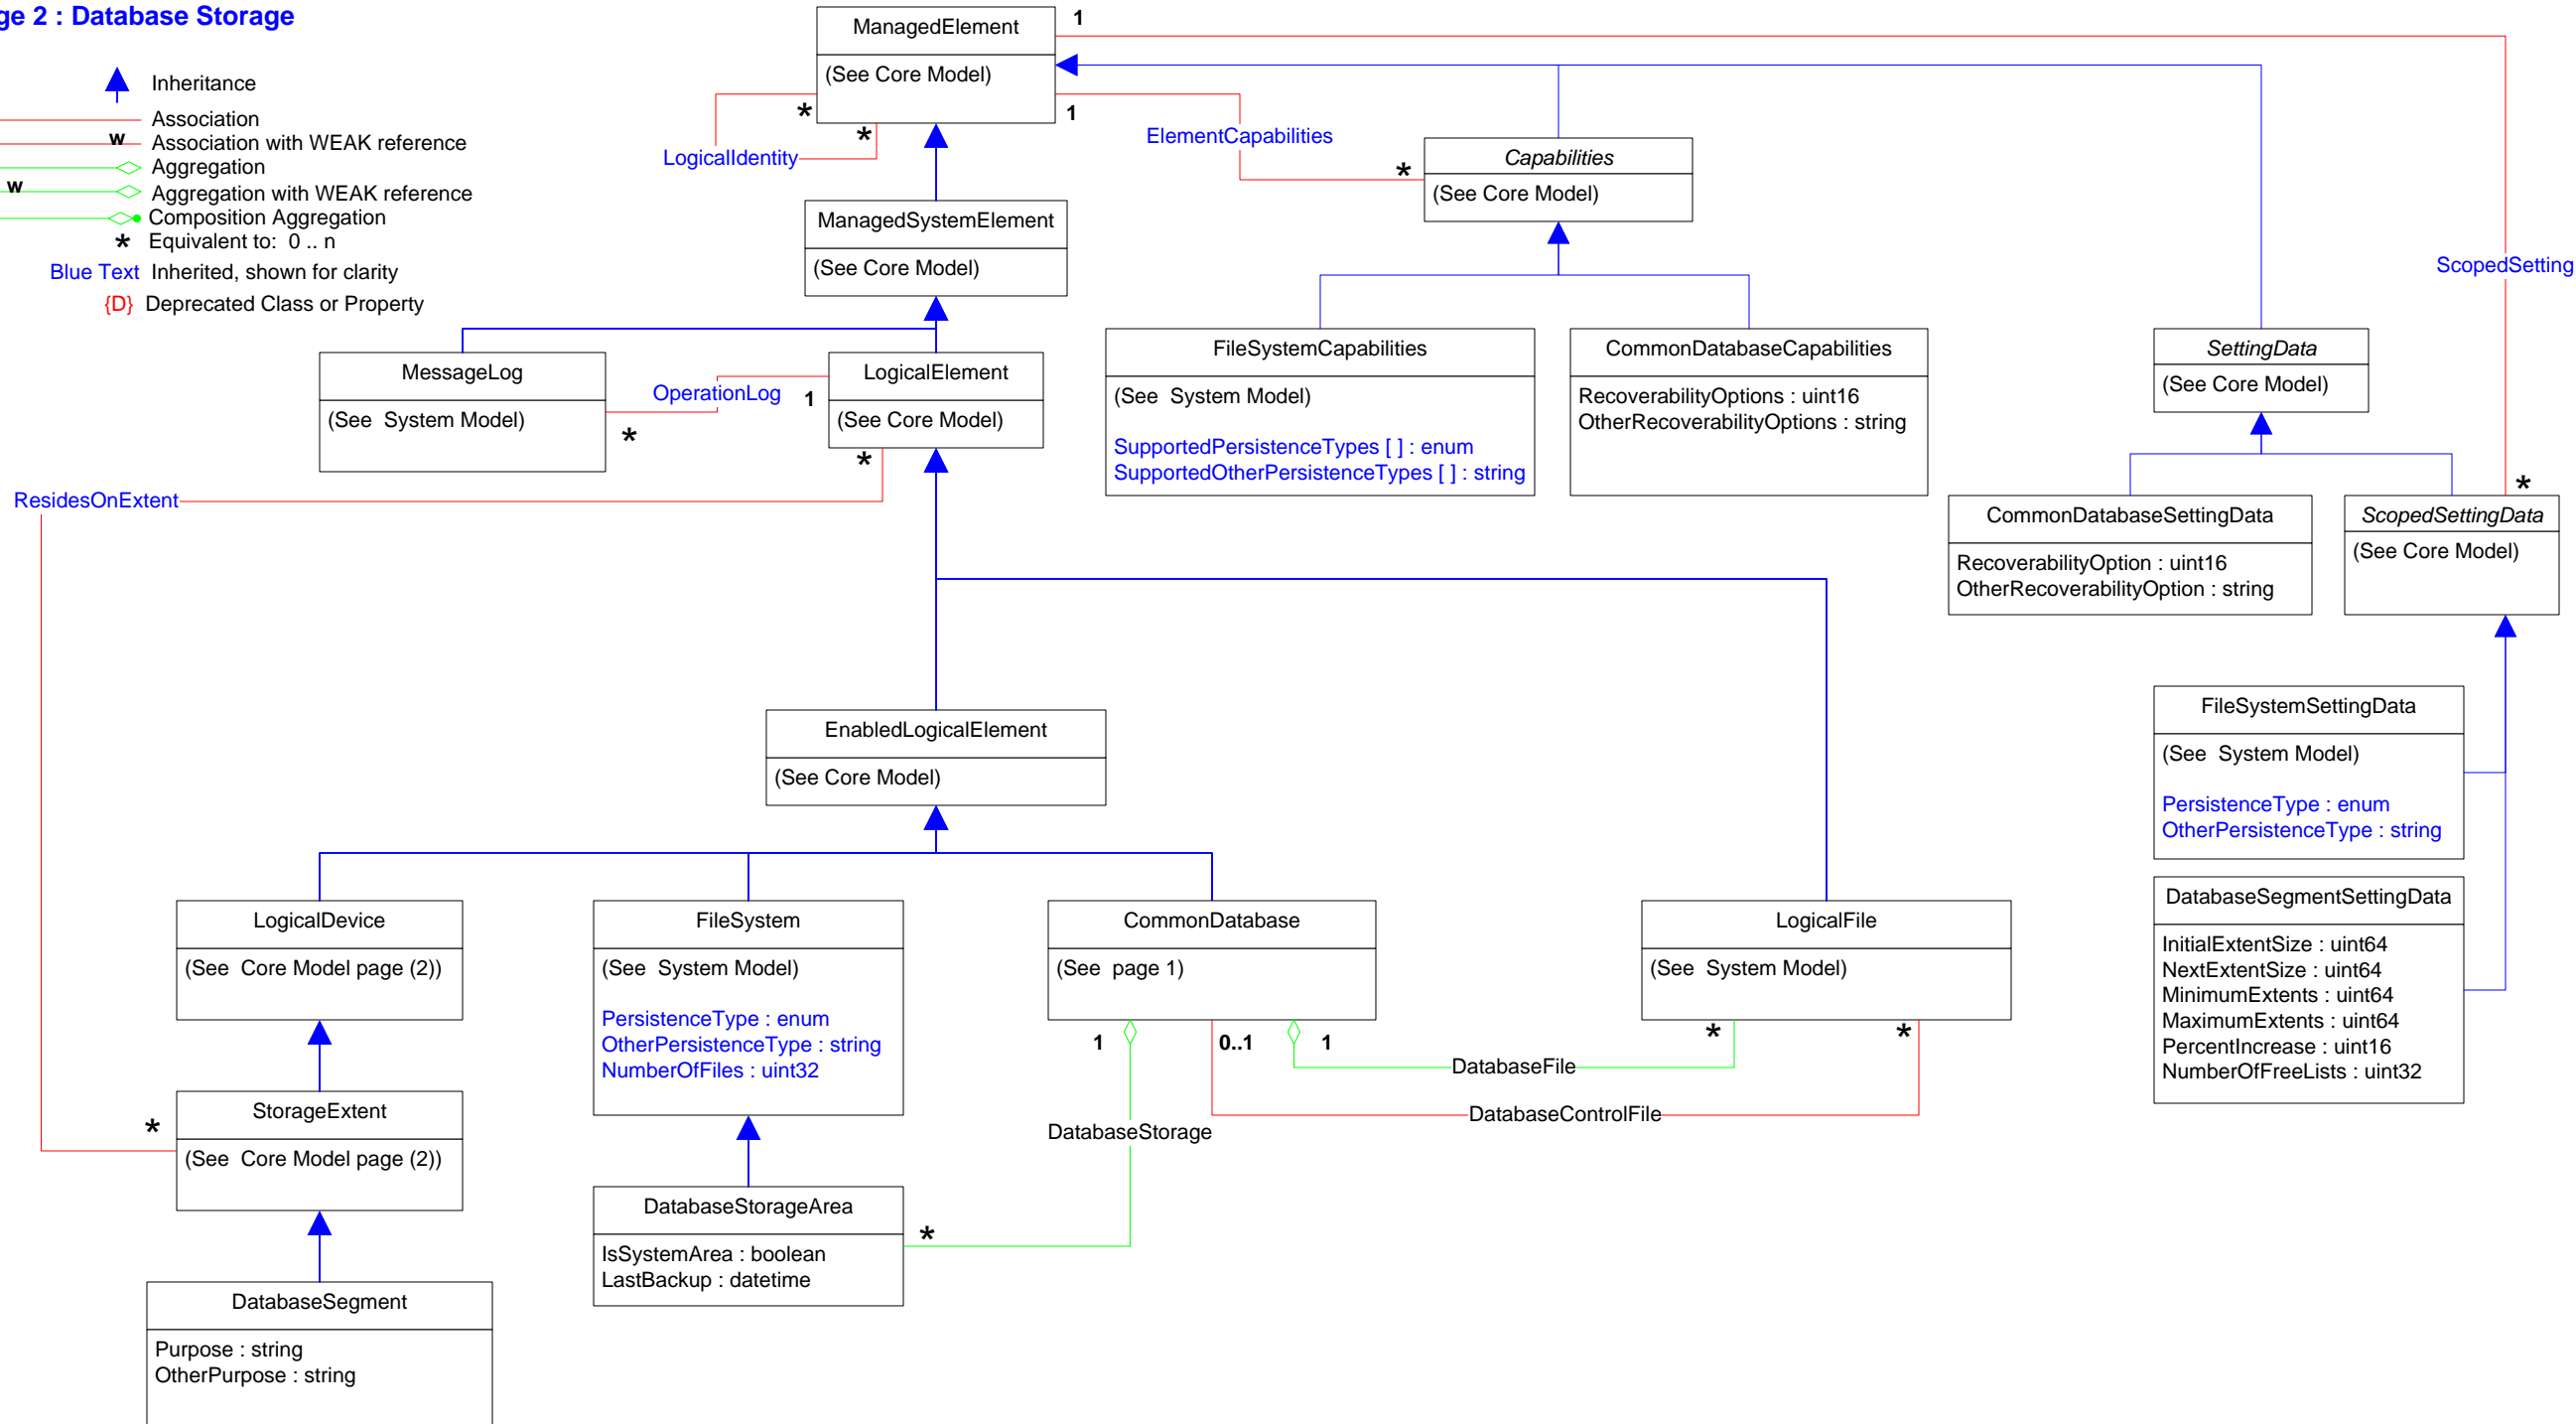 ge 2 : Database Storage
Inheritance
Association
w Association with WEAK reference
Aggregation
w Aggregation with WEAK reference
Composition Aggregation
* Equivalent to: 0 .. n
Blue Text Inherited, shown for clarity
{D} Deprecated Class or Property
ManagedElement
(See Core Model)
1
*
*
1
LogicalIdentity
ElementCapabilities
*
Capabilities
(See Core Model)
ManagedSystemElement
(See Core Model)
ScopedSetting
MessageLog
(See System Model)
OperationLog
1
*
LogicalElement
(See Core Model)
*
ResidesOnExtent
FileSystemCapabilities
(See System Model)
SupportedPersistenceTypes [ ] : enum
SupportedOtherPersistenceTypes [ ] : string
CommonDatabaseCapabilities
RecoverabilityOptions : uint16
OtherRecoverabilityOptions : string
SettingData
(See Core Model)
*
CommonDatabaseSettingData
RecoverabilityOption : uint16
OtherRecoverabilityOption : string
ScopedSettingData
(See Core Model)
EnabledLogicalElement
(See Core Model)
FileSystemSettingData
(See System Model)
PersistenceType : enum
OtherPersistenceType : string
DatabaseSegmentSettingData
InitialExtentSize : uint64
NextExtentSize : uint64
MinimumExtents : uint64
MaximumExtents : uint64
PercentIncrease : uint16
NumberOfFreeLists : uint32
LogicalDevice
(See Core Model page (2))
FileSystem
(See System Model)
PersistenceType : enum
OtherPersistenceType : string
NumberOfFiles : uint32
CommonDatabase
(See page 1)
LogicalFile
(See System Model)
1
0..1
1
*
*
DatabaseFile
DatabaseControlFile
DatabaseStorage
*
StorageExtent
(See Core Model page (2))
DatabaseStorageArea
IsSystemArea : boolean
LastBackup : datetime
*
DatabaseSegment
Purpose : string
OtherPurpose : string